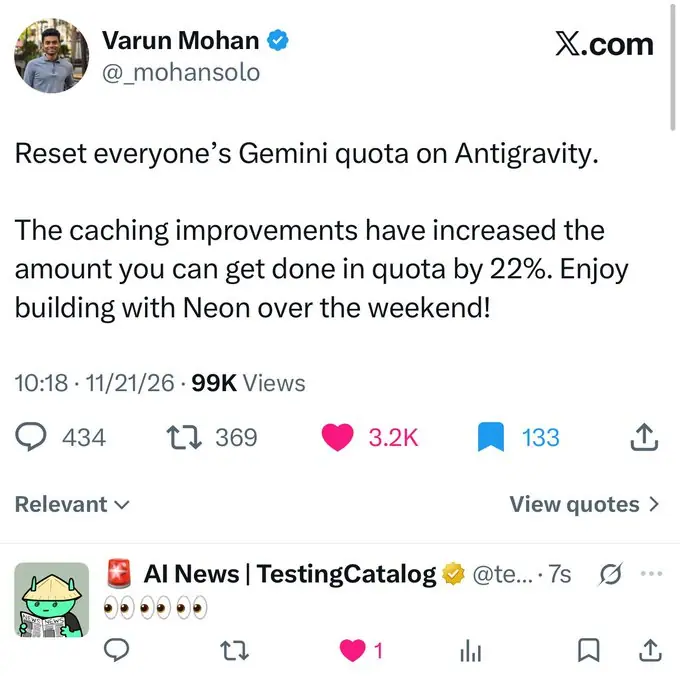 Varun Mohan
X.com
@_mohansolo
Reset everyone’s Gemini quota on Antigravity.
The caching improvements have increased the
amount you can get done in quota by 22%. Enjoy
building with Neon over the weekend!
10:18 · 11/21/26 · 99K Views
434 369 3.2K 133
Relevant View quotes
🚨 AI News | TestingCatalog @te... · 7s
👀 👀 👀
NEWS NEWS
1